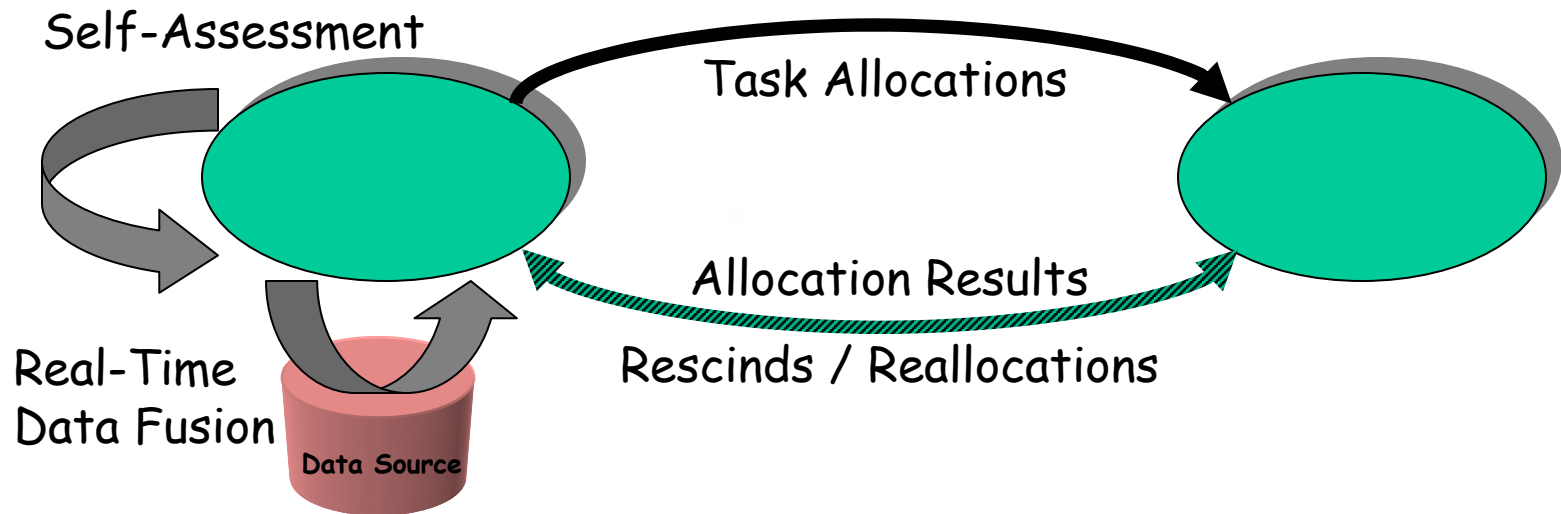 Self-Assessment
Task Allocations
Allocation Results
Rescinds / Reallocations
Real-Time
Data Fusion
Data Source